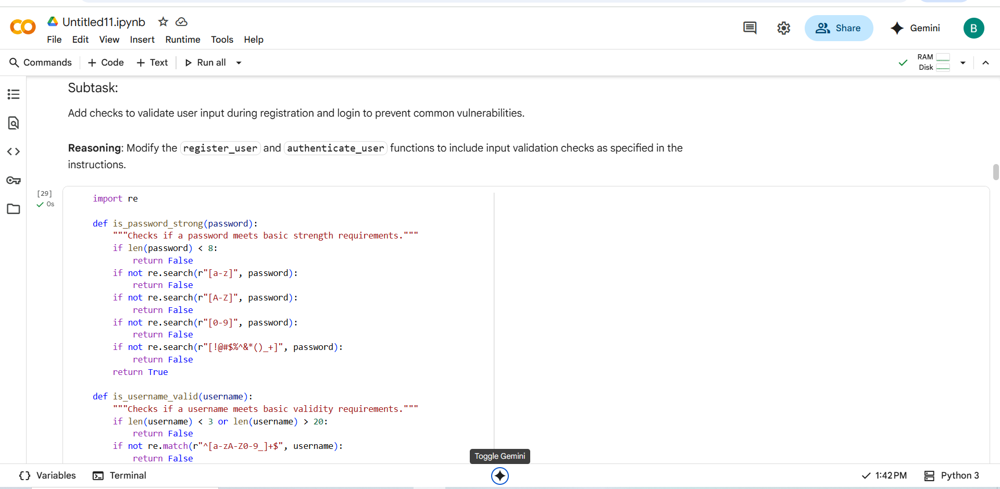 Untitled11.ipynb
File Edit View Insert Runtime Tools Help
Share
Gemini
B
Commands + Code + Text Run all
RAM
Disk
Subtask:
Add checks to validate user input during registration and login to prevent common vulnerabilities.
Reasoning: Modify the register_user and authenticate_user functions to include input validation checks as specified in the
instructions.
[29]
0s
import re
def is_password_strong(password):
    """Checks if a password meets basic strength requirements."""
    if len(password) < 8:
        return False
    if not re.search(r"[a-z]", password):
        return False
    if not re.search(r"[A-Z]", password):
        return False
    if not re.search(r"[0-9]", password):
        return False
    if not re.search(r"[!@#$%^&*()_+]", password):
        return False
    return True
def is_username_valid(username):
    """Checks if a username meets basic validity requirements."""
    if len(username) < 3 or len(username) > 20:
        return False
    if not re.match(r"^[a-zA-Z0-9_]+$", username):
        return False
Toggle Gemini
Variables Terminal
1:42 PM Python 3